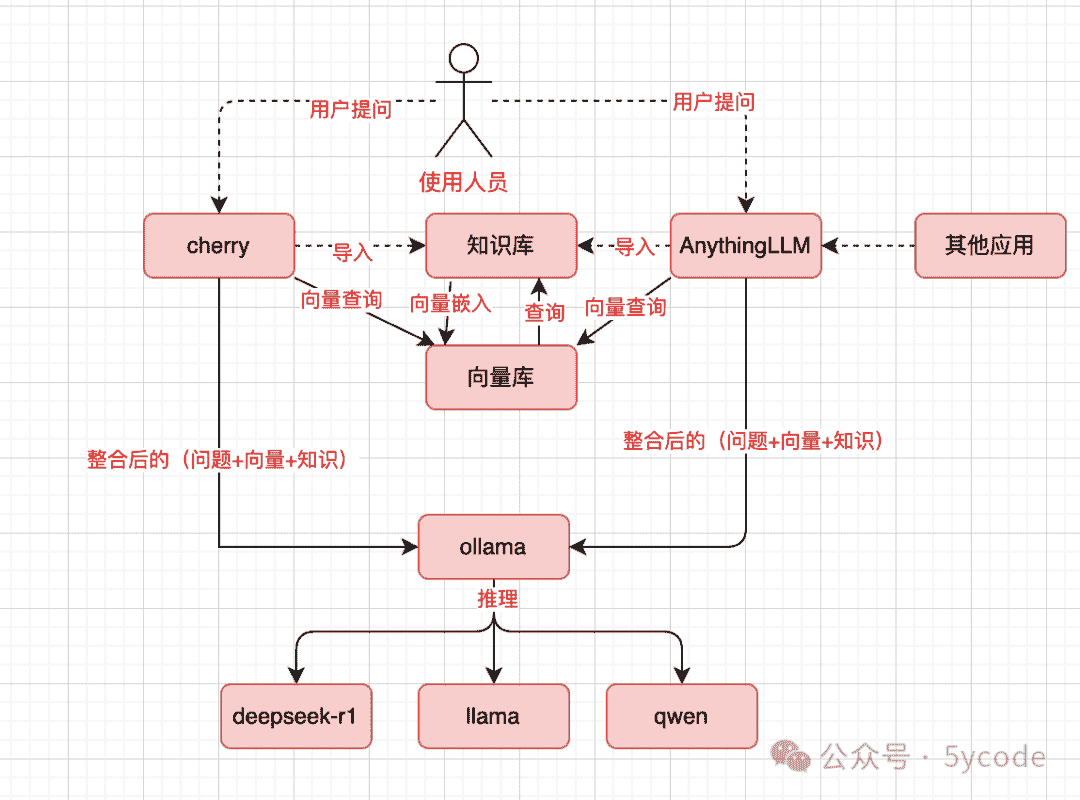 用户提问
用户提问
使用人员
cherry
导入
知识库
导入
AnythingLLM
其他应用
向量查询
向量嵌入
查询
向量查询
向量库
整合后的（问题+向量+知识）
整合后的（问题+向量+知识）
ollama
推理
deepseek-r1
llama
qwen
公众号 · 5ycode